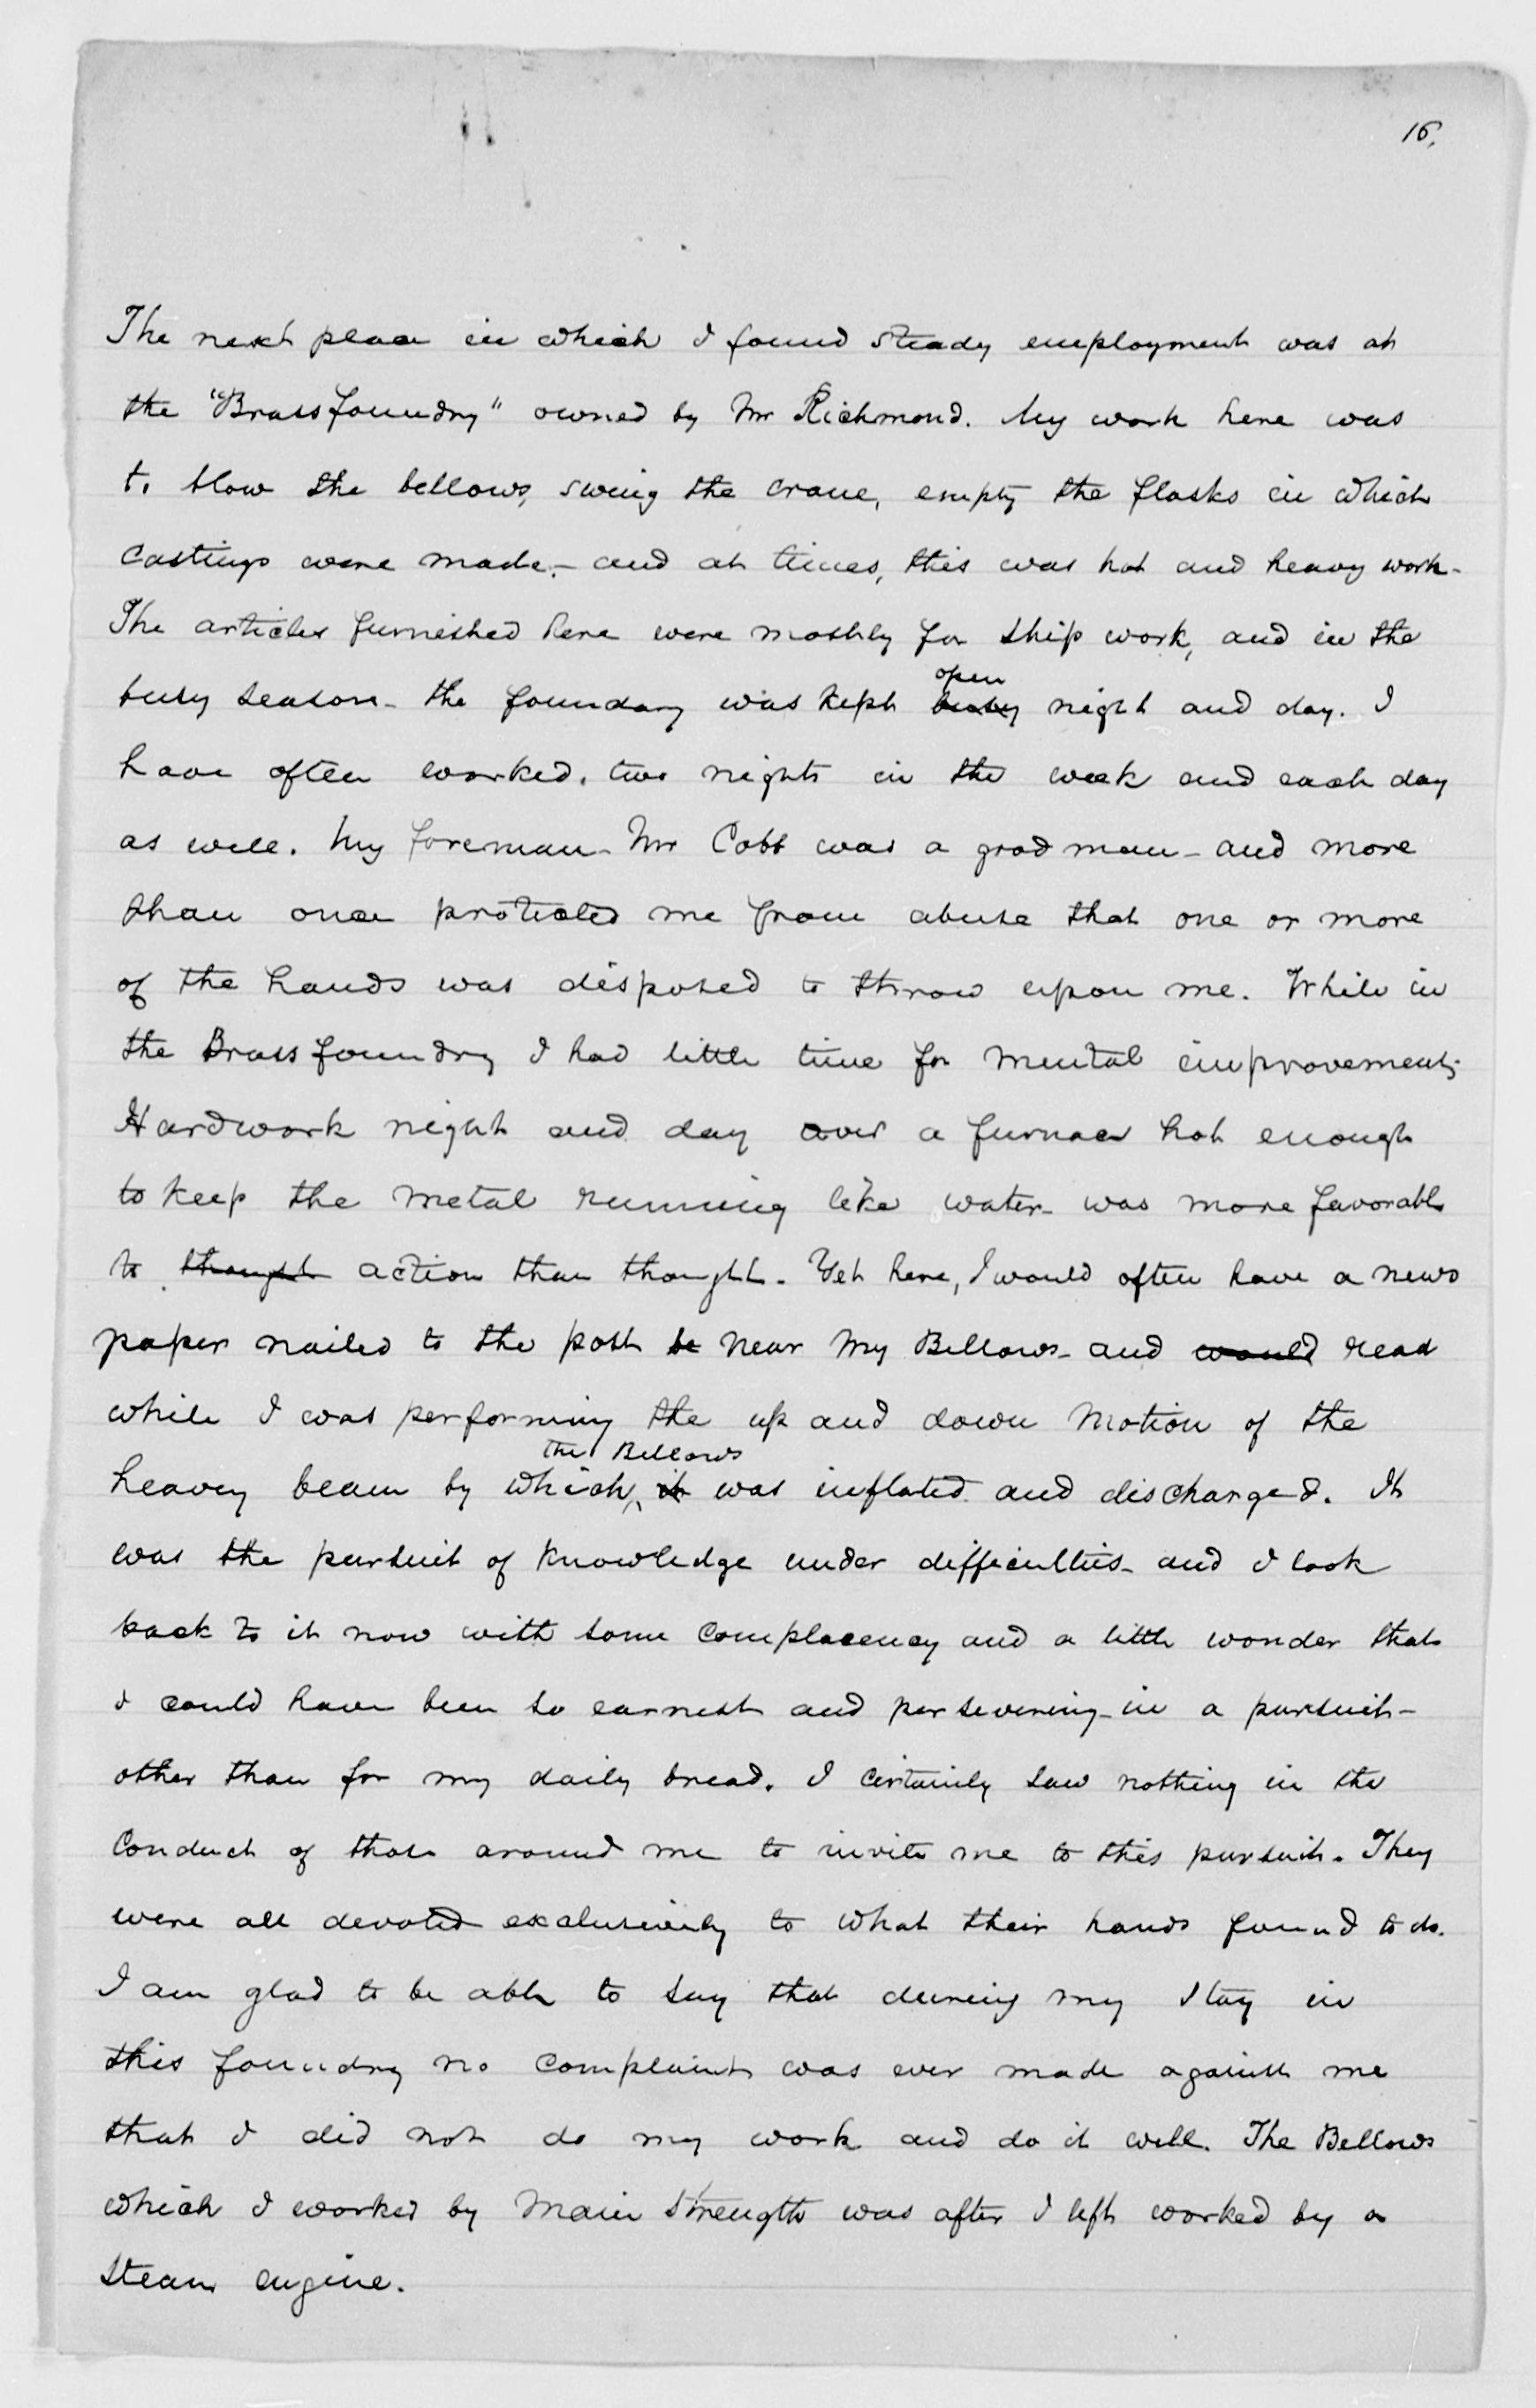 16.
The next place in which I found steady employment was at
the "Brass foundry" owned by Mr Richmond. My work here was
to blow the bellows, swing the crane, empty the flasks in which
castings were made,- and at times, this was hot and heavy work-
The articles furnished here were mostly for ship work, and in the
open
busy season- the foundary was kept busy night and day. I
have often worked. two nights in the week and each day
as well. My foreman- Mr Cobb was a good man- and more
than once protected me from abuse that one or more
of the hands was disposed to throw upon me. While in
the Brass foundry I had little time for mental improvement;
Hardwork night and day over a furnace hot enough
to keep the metal running like water- was more favorable
to thought action than thought. Yet here, I would often have a news
paper nailed to the post be near my Bellows- and would read
while I was performing the up and down motion of the
the Bellows
heavey beam by which it was inflated and discharged. It
was the pursuit of knowledge under difficulties- and I look
back to it now with some complacency and a little wonder that
I could have been so earnest and persevering- in a pursuit-
other than for my daily bread. I certainly saw nothing in the
Conduct of those around me to invite me to this pursuit. They
were all devoted exclusively to what their hands found to do.
I am glad to be able to say that during my stay in
this foundry no complaint was ever made against me
that I did not do my work and do it well. The Bellows
which I worked by main strength was after I left worked by a
steam engine.